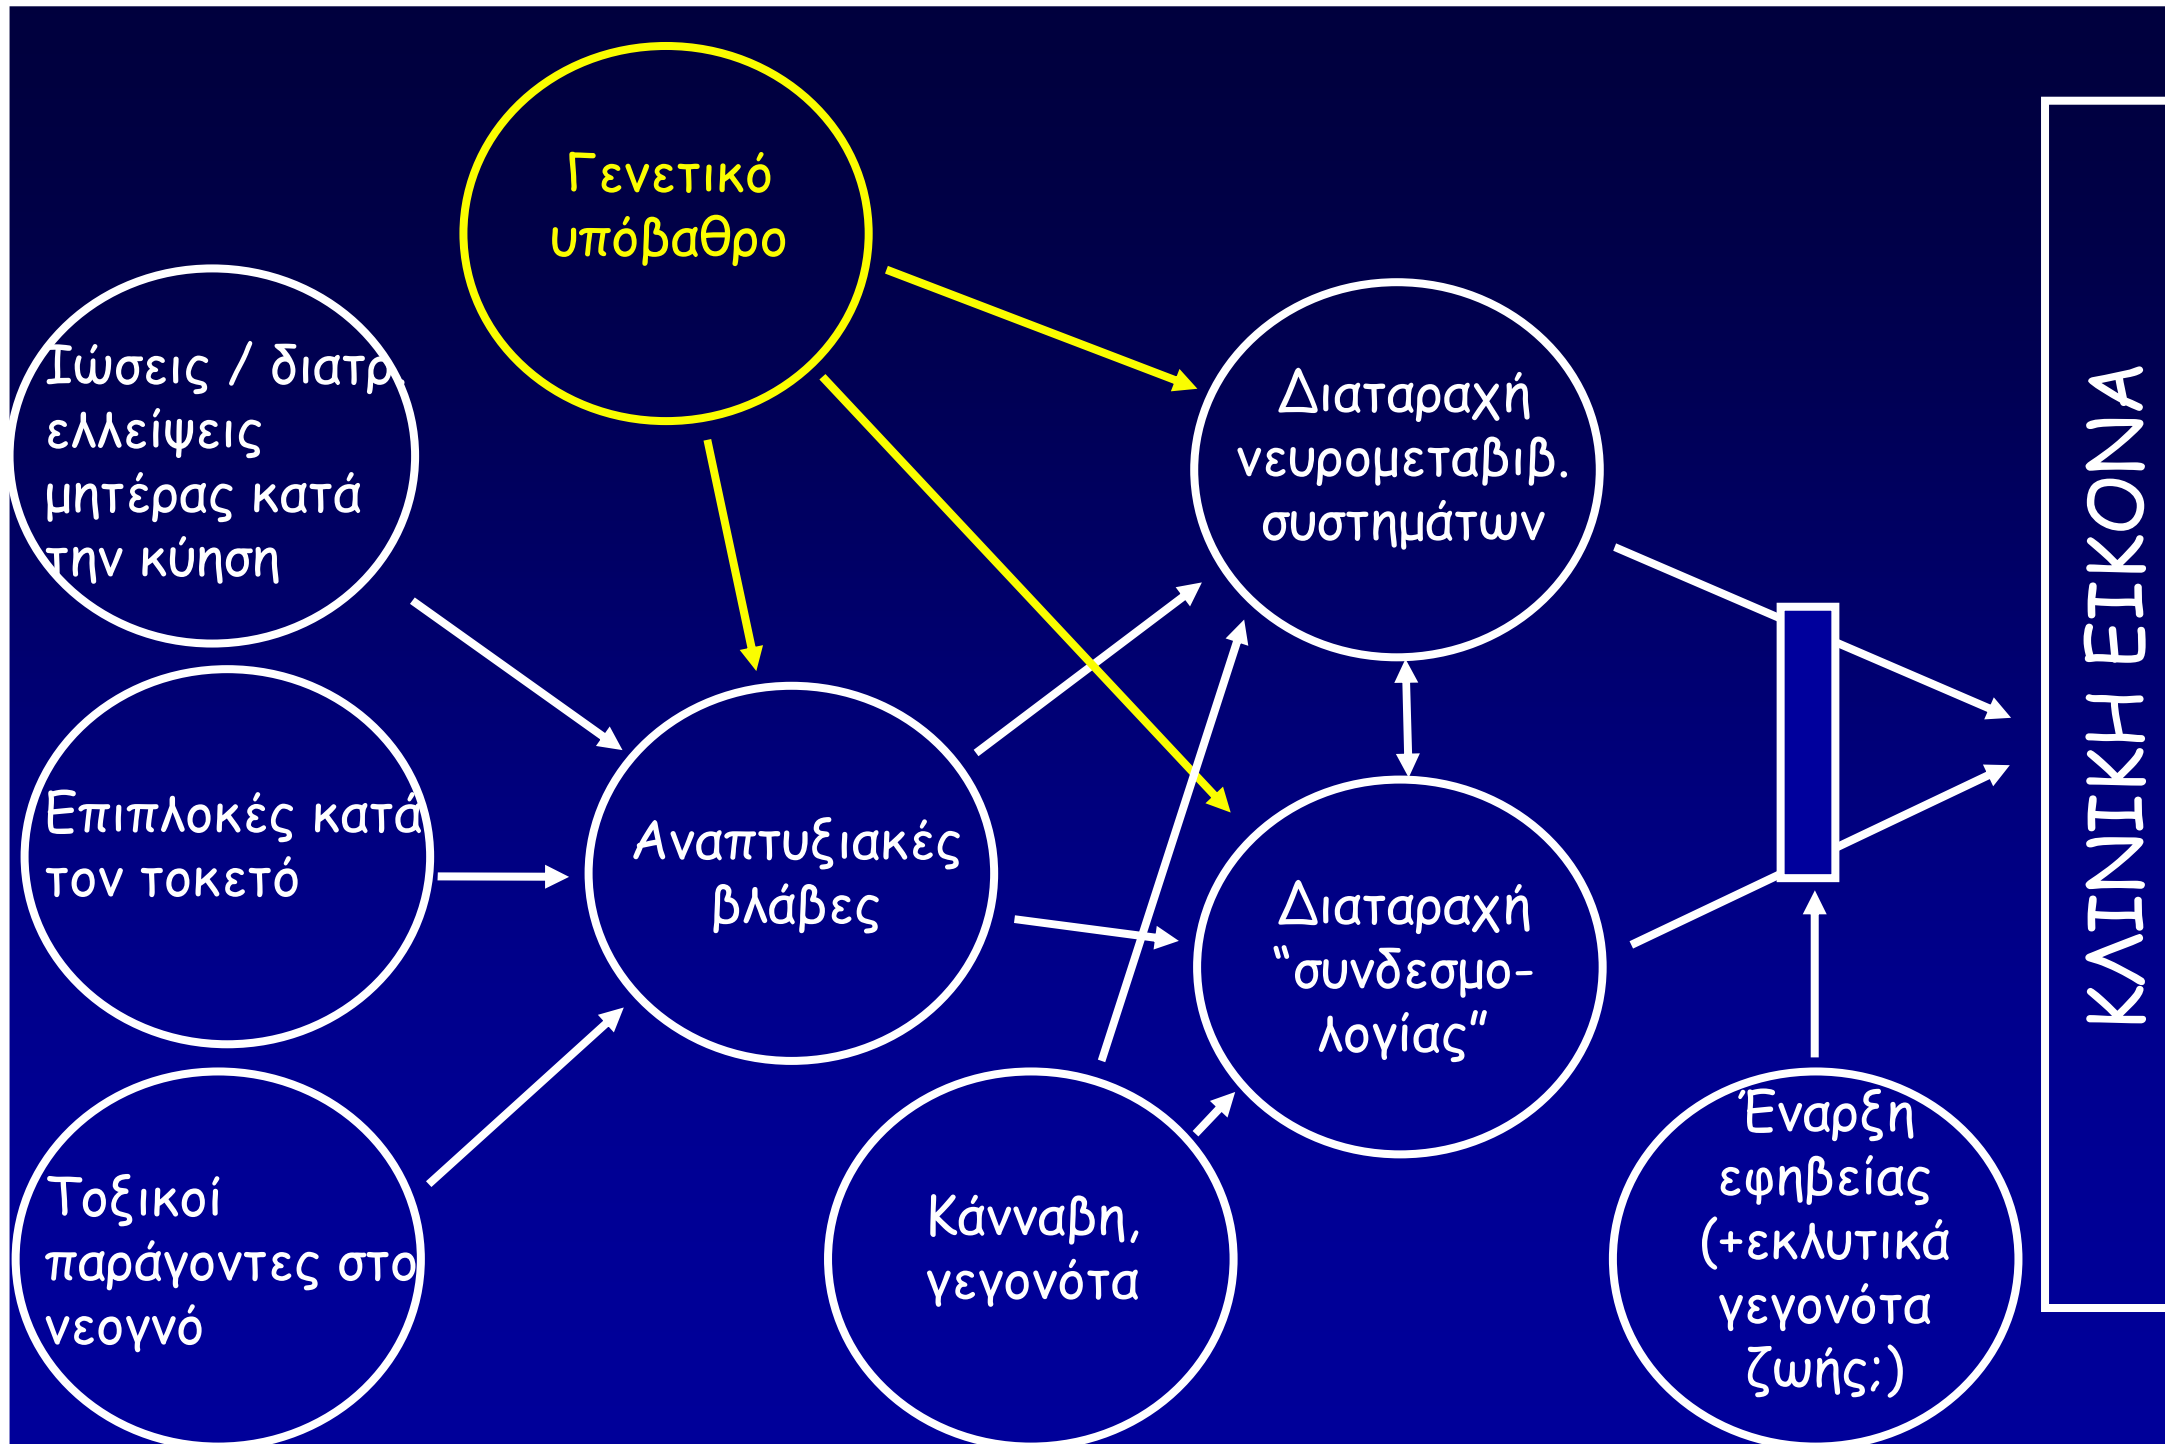 Γενετικό
υπόβαθρο
Ιώσεις / διατρ.
ελλείψεις
μητέρας κατά
την κύηση
Διαταραχή
νευρομεταβιβ.
συστημάτων
Επιπλοκές κατά
τον τοκετό
Αναπτυξιακές
βλάβες
Διαταραχή
“συνδεσμο-
λογίας”
Τοξικοί
παράγοντες στο
νεογνό
Κάνναβη,
γεγονότα
Έναρξη
εφηβείας
(+εκλυτικά
γεγονότα
ζωής;)
ΚΛΙΝΙΚΗ ΕΙΚΟΝΑ